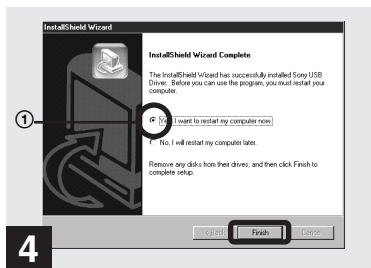 InstallShield Wizard
InstallShield Wizard Complete
The InstallShield Wizard has successfully installed Sony USB
Driver. Before you can use the program, you must restart your
computer.
①
Yes, I want to restart my computer now.
No, I will restart my computer later.
Remove any disks from their drives, and then click Finish to
complete setup.
< Back
Finish
Cancel
4